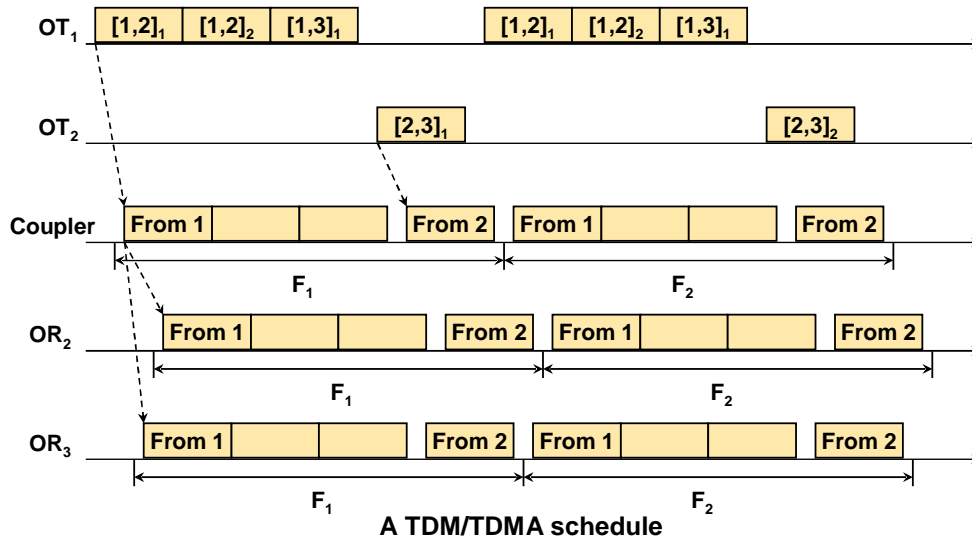 OT₁ [1,2]₁ [1,2]₂ [1,3]₁ [1,2]₁ [1,2]₂ [1,3]₁
OT₂ [2,3]₁ [2,3]₂
Coupler From 1 From 2 From 1 From 2
F₁ F₂
OR₂ From 1 From 2 From 1 From 2
F₁ F₂
OR₃ From 1 From 2 From 1 From 2
F₁ F₂
A TDM/TDMA schedule